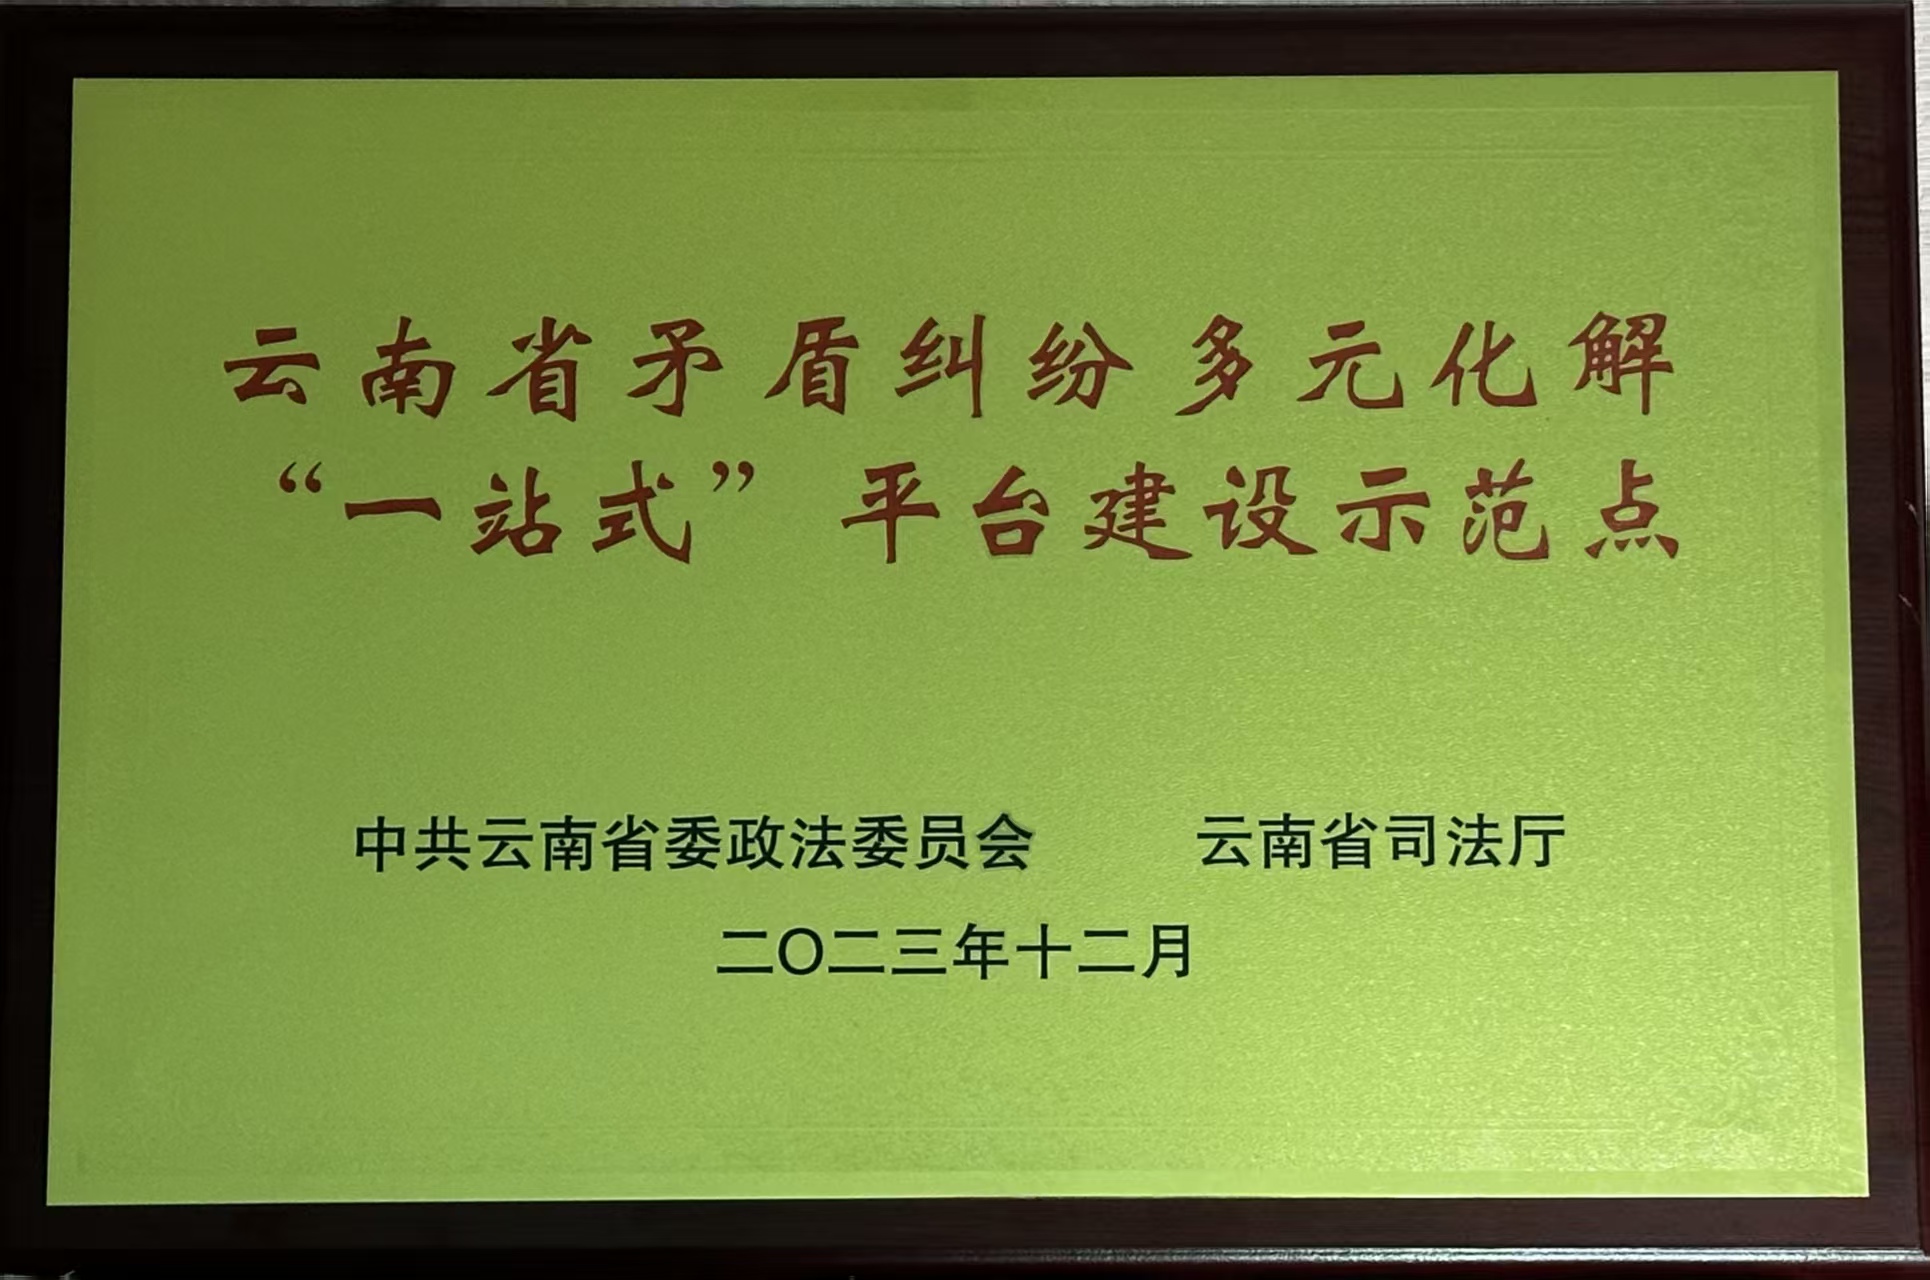 云南省矛盾纠纷多元化解
“一站式”平台建设示范点
中共云南省委政法委员会 云南省司法厅
二〇二三年十二月